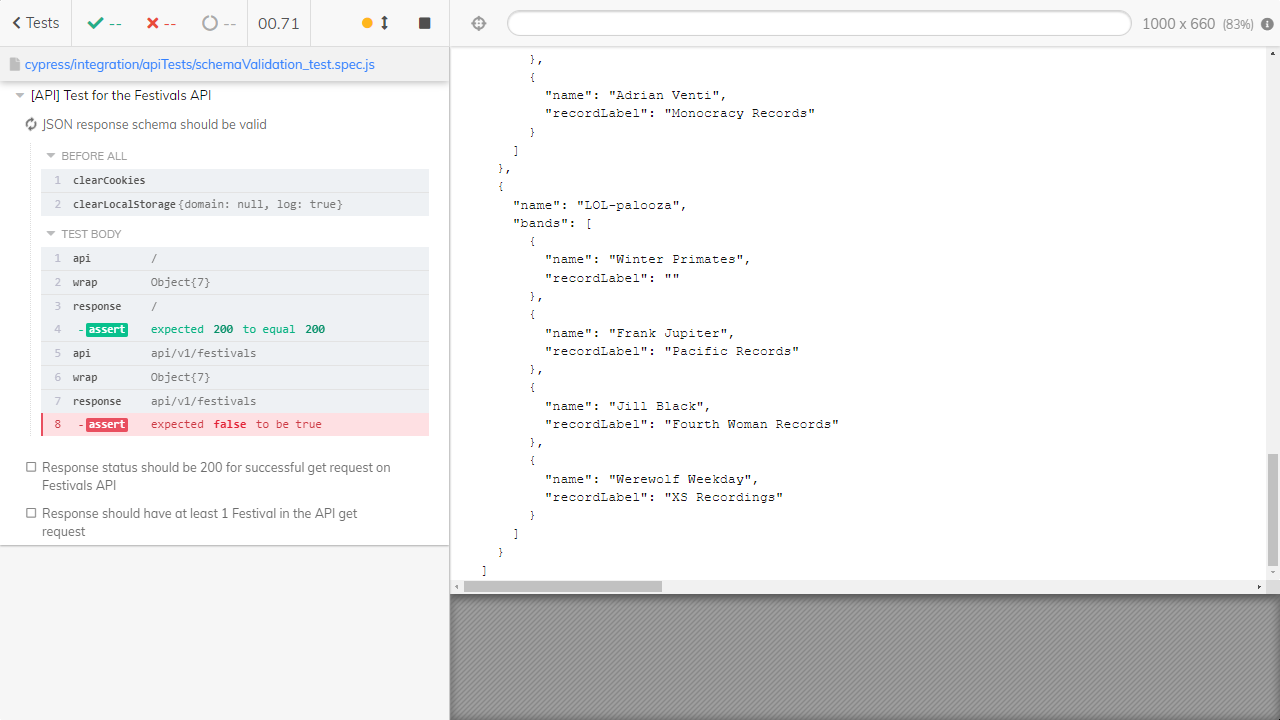 Tests
--
--
--
00.71
1000 x 660 (83%)
cypress/integration/apiTests/schemaValidation_test.spec.js
[API] Test for the Festivals API
JSON response schema should be valid
BEFORE ALL
1 clearCookies
2 clearLocalStorage {domain: null, log: true}
TEST BODY
1 api /
2 wrap Object{7}
3 response /
4 - assert expected 200 to equal 200
5 api api/v1/festivals
6 wrap Object{7}
7 response api/v1/festivals
8 - assert expected false to be true
Response status should be 200 for successful get request on
Festivals API
Response should have at least 1 Festival in the API get
request
},
{
"name": "Adrian Venti",
"recordLabel": "Monocracy Records"
}
]
},
{
"name": "LOL-palooza",
"bands": [
{
"name": "Winter Primates",
"recordLabel": ""
},
{
"name": "Frank Jupiter",
"recordLabel": "Pacific Records"
},
{
"name": "Jill Black",
"recordLabel": "Fourth Woman Records"
},
{
"name": "Werewolf Weekday",
"recordLabel": "XS Recordings"
}
]
}
]